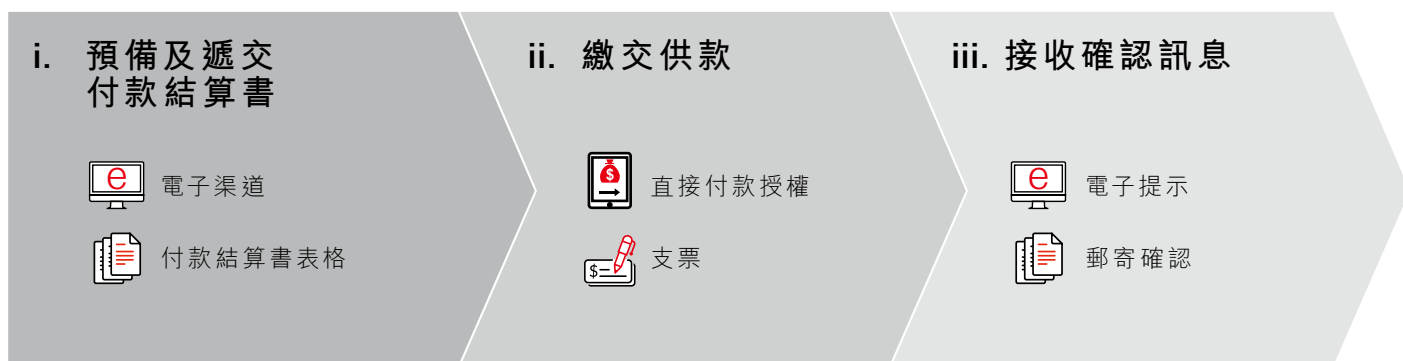 i. 預備及遞交
付款結算書
e 電子渠道
付款結算書表格
ii. 繳交供款
$ 直接付款授權
$ 支票
iii. 接收確認訊息
e 電子提示
郵寄確認